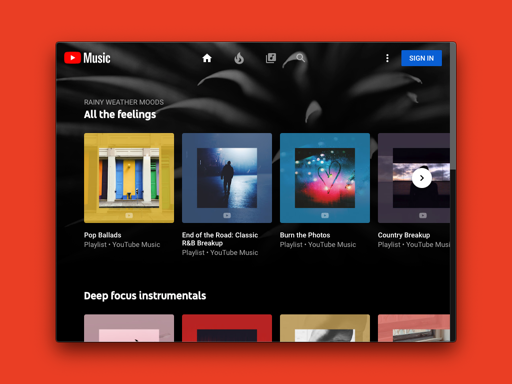 Music
SIGN IN
RAINY WEATHER MOODS
All the feelings
Pop Ballads
Playlist • YouTube Music
End of the Road: Classic
R&B Breakup
Playlist • YouTube Music
Burn the Photos
Playlist • YouTube Music
Country Breakup
Playlist • YouTube Musi
Deep focus instrumentals